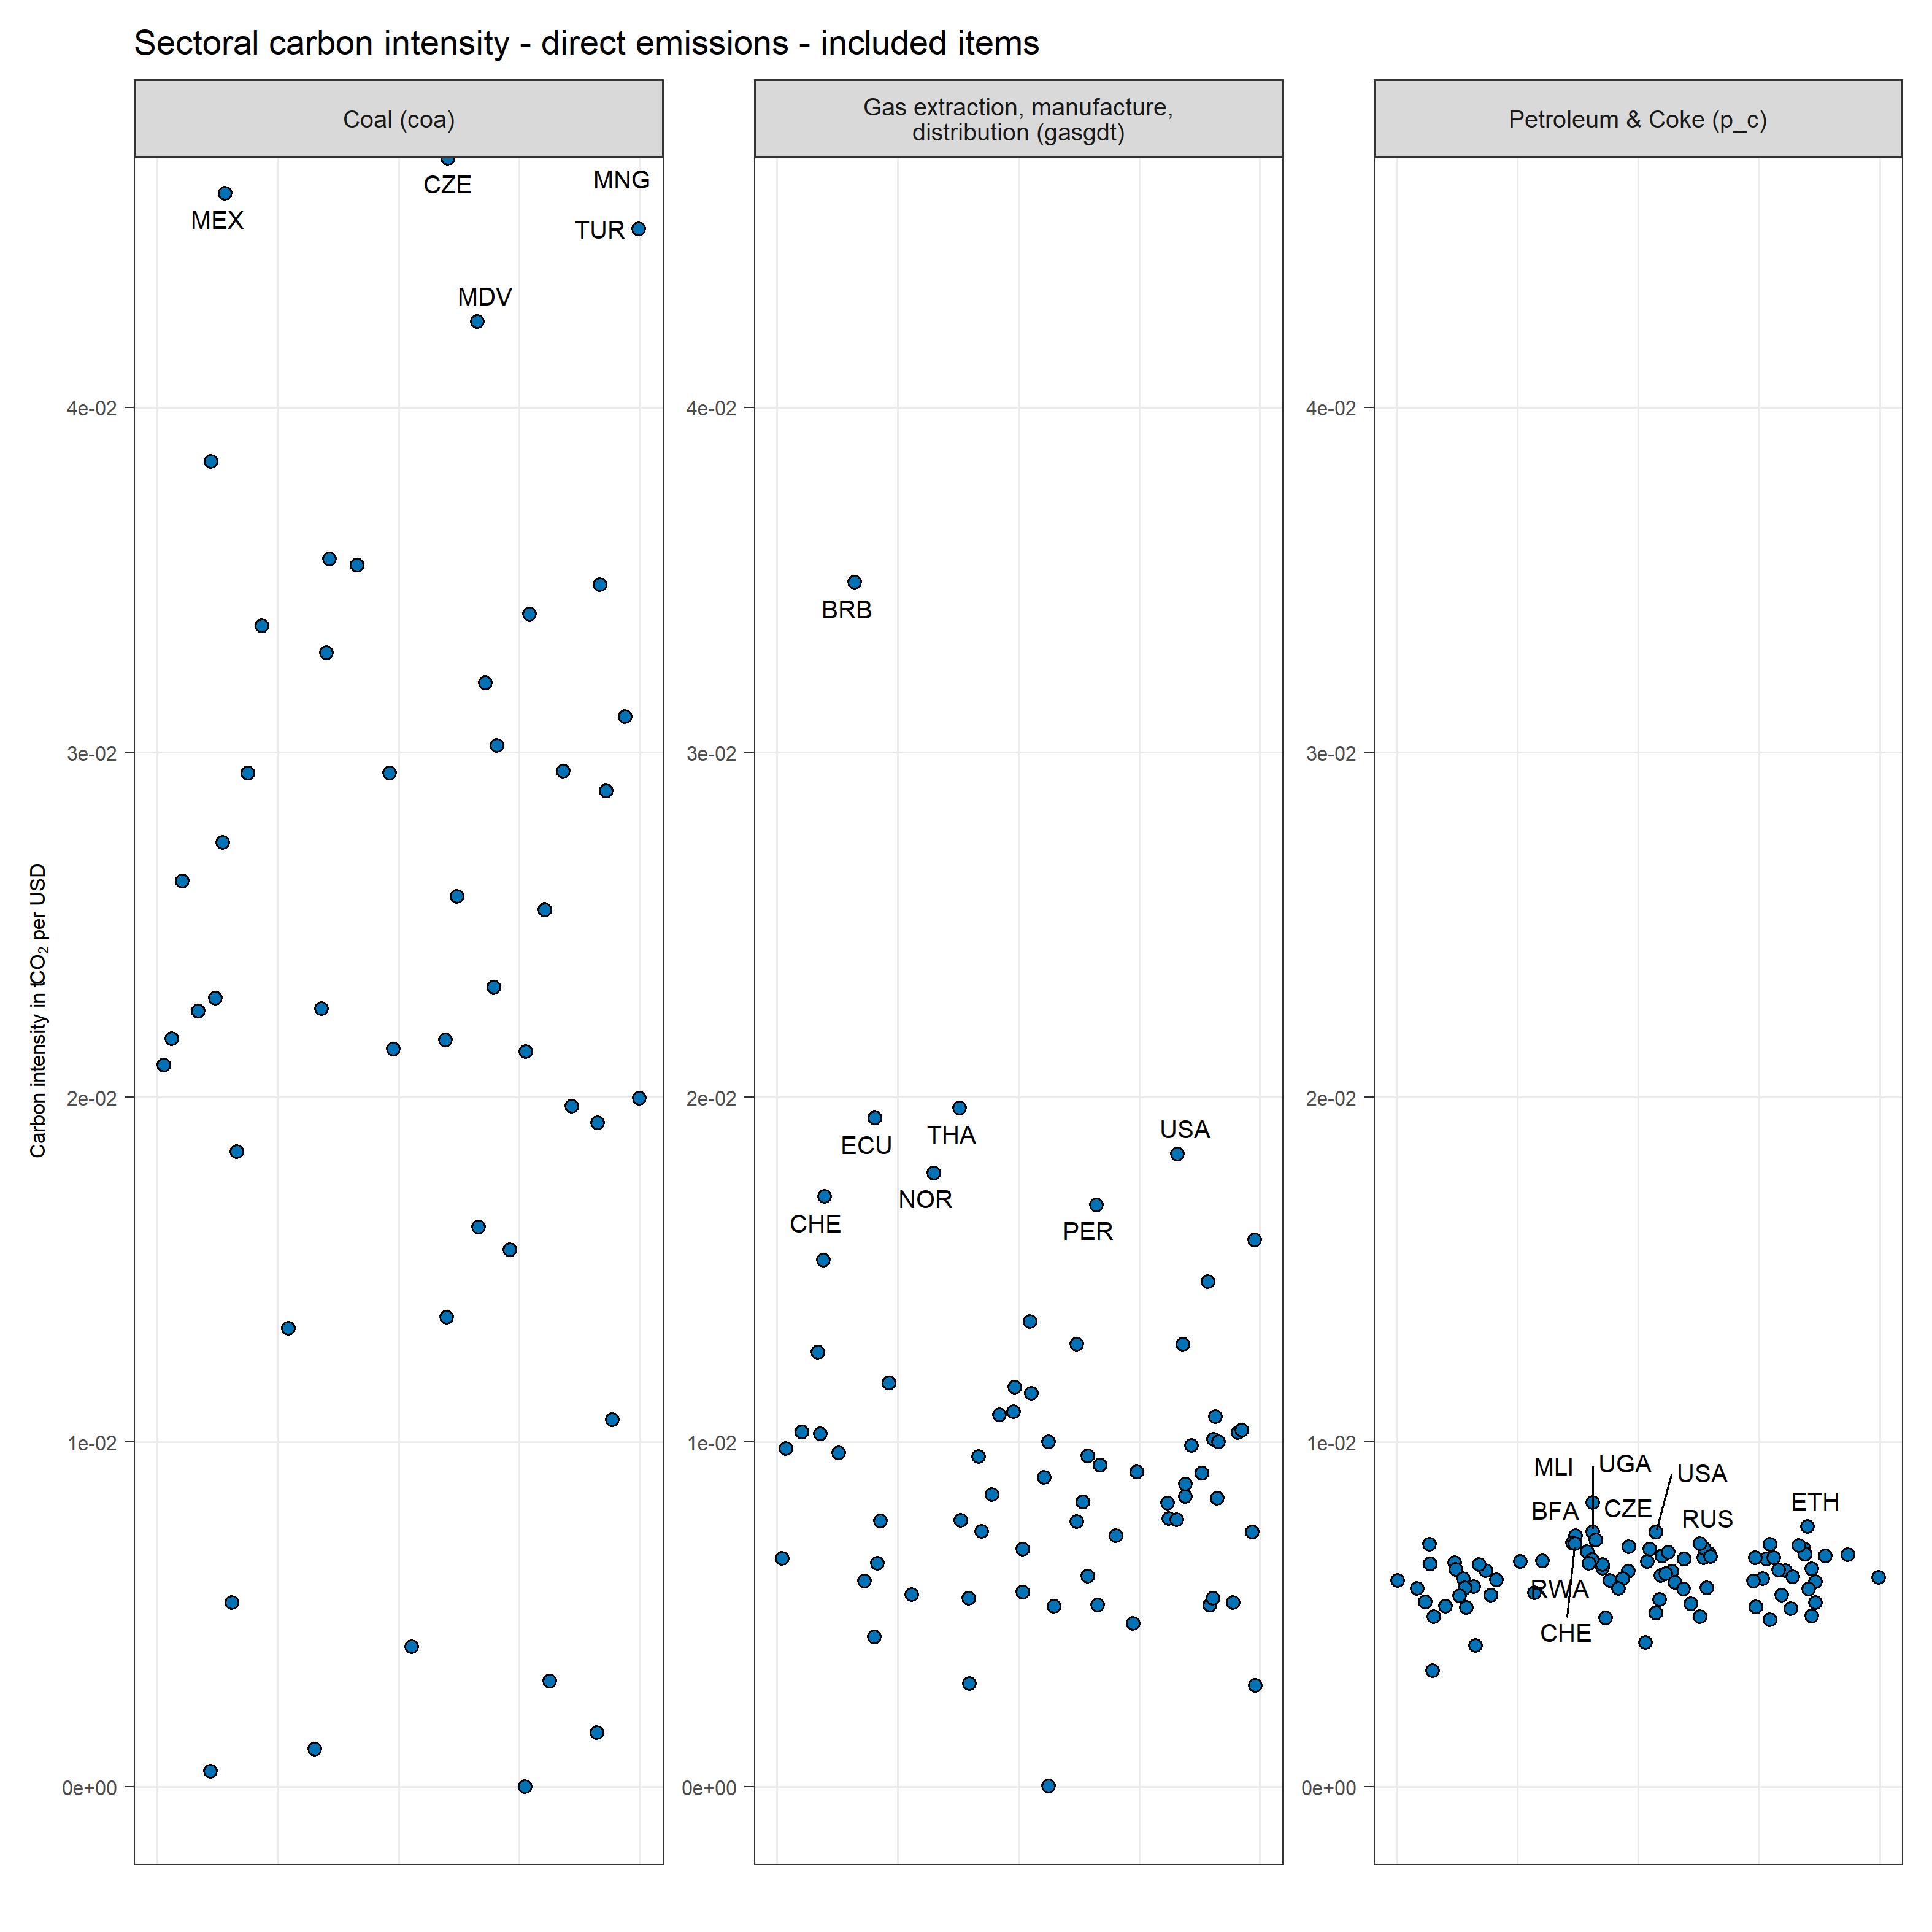 Sectoral carbon intensity - direct emissions - included items
Carbon intensity in tCO₂ per USD
Coal (coa)
MEX
CZE
MNG
TUR
MDV
4e-02
3e-02
2e-02
1e-02
0e+00
Gas extraction, manufacture,
distribution (gasgdt)
BRB
ECU
THA
USA
NOR
CHE
PER
4e-02
3e-02
2e-02
1e-02
0e+00
Petroleum & Coke (p_c)
MLI
UGA
USA
BFA
CZE
RUS
ETH
RWA
CHE
4e-02
3e-02
2e-02
1e-02
0e+00